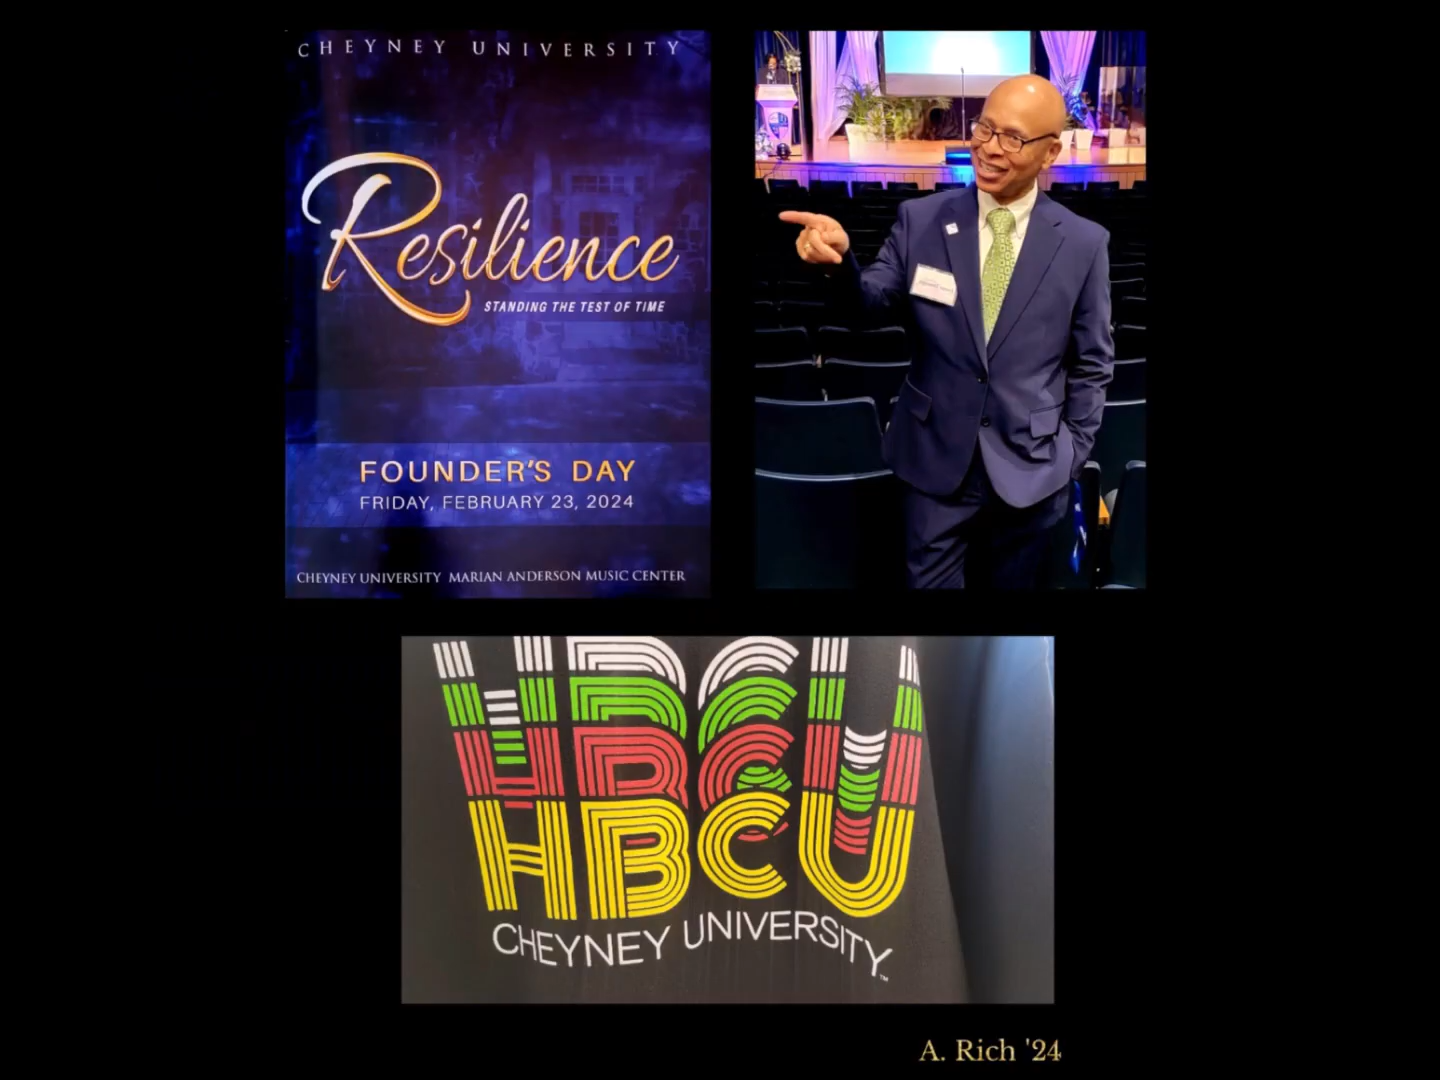 CHEYNEY UNIVERSITY
Resilience
STANDING THE TEST OF TIME
FOUNDER'S DAY
FRIDAY, FEBRUARY 23, 2024
CHEYNEY UNIVERSITY MARIAN ANDERSON MUSIC CENTER
HBCU
HBCU
HBCU
HBCU
CHEYNEY UNIVERSITY™
A. Rich '24